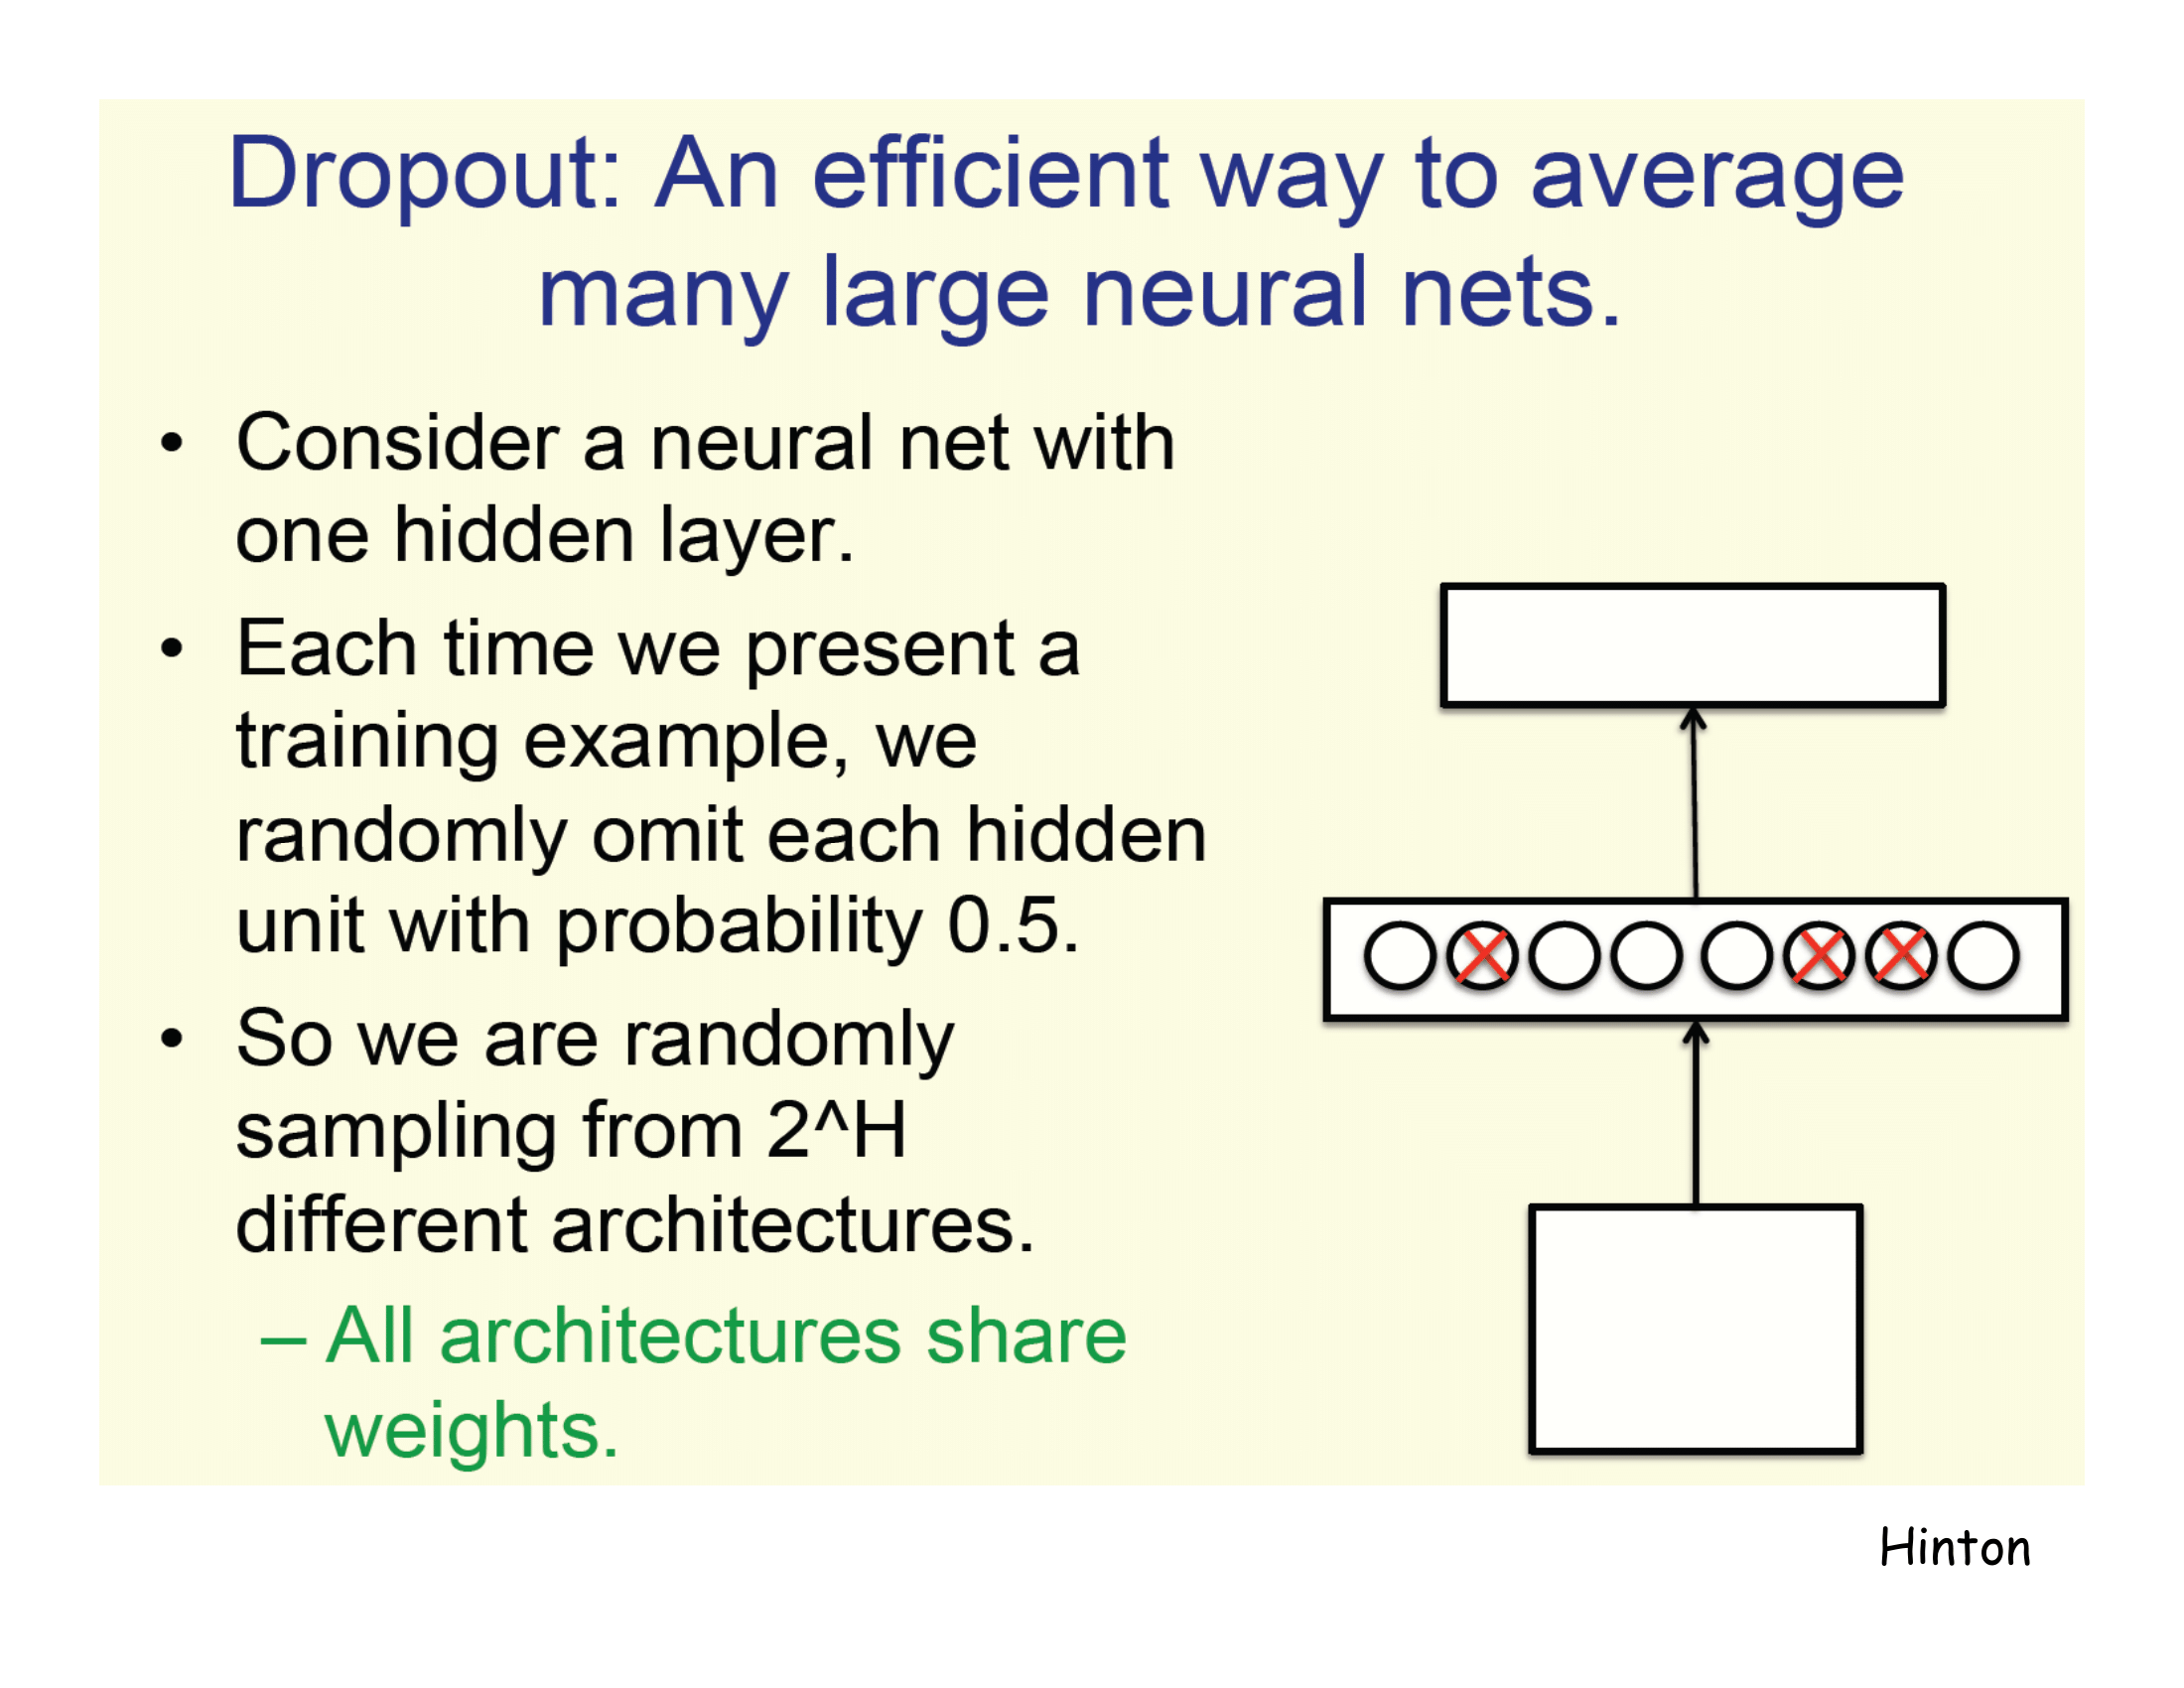 Dropout: An efficient way to average
many large neural nets.
• Consider a neural net with
one hidden layer.
• Each time we present a
training example, we
randomly omit each hidden
unit with probability 0.5.
• So we are randomly
sampling from 2^H
different architectures.
– All architectures share
weights.
Hinton